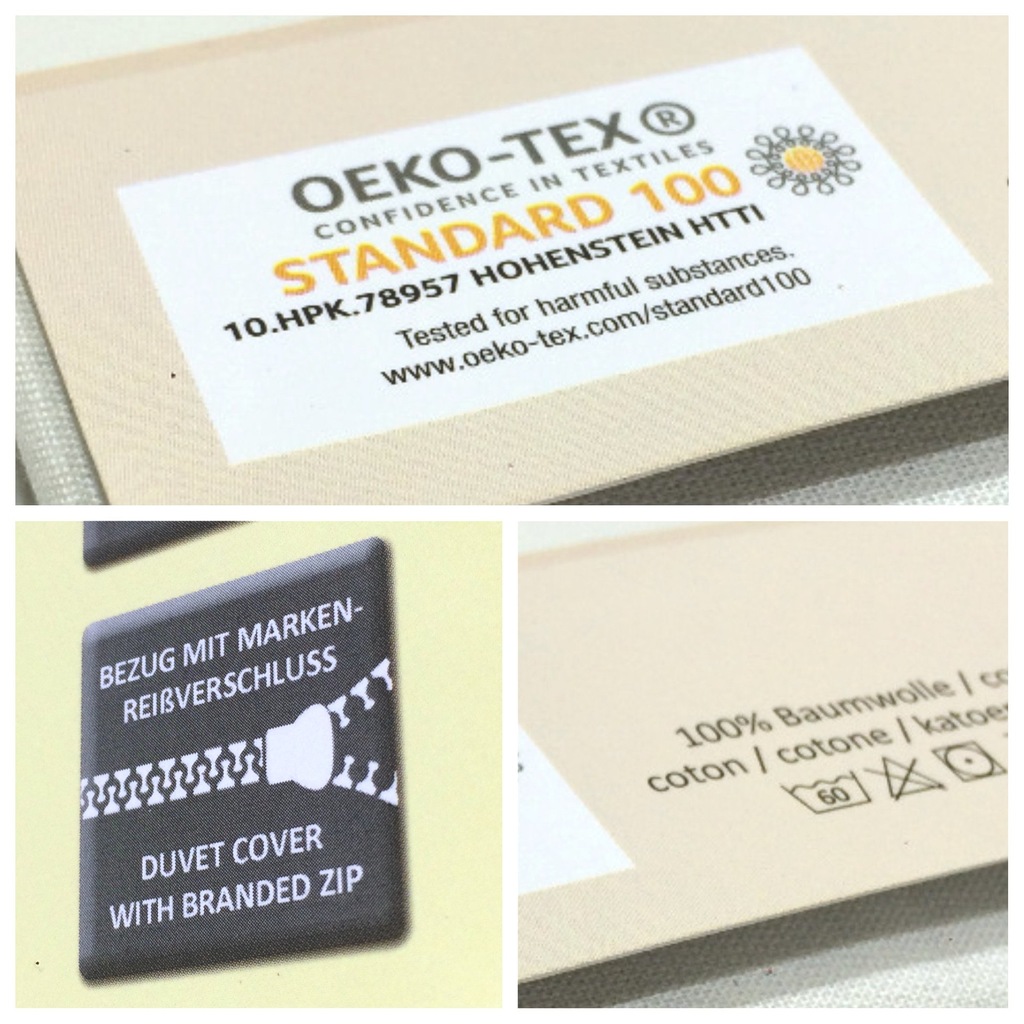 OEKO-TEX®
CONFIDENCE IN TEXTILES
STANDARD 100
10.HPK.78957 HOHENSTEIN HTTI
Tested for harmful substances.
www.oeko-tex.com/standard100
BEZUG MIT MARKEN-
REIßVERSCHLUSS
DUVET COVER
WITH BRANDED ZIP
100% Baumwolle /
coton / cotone /
60